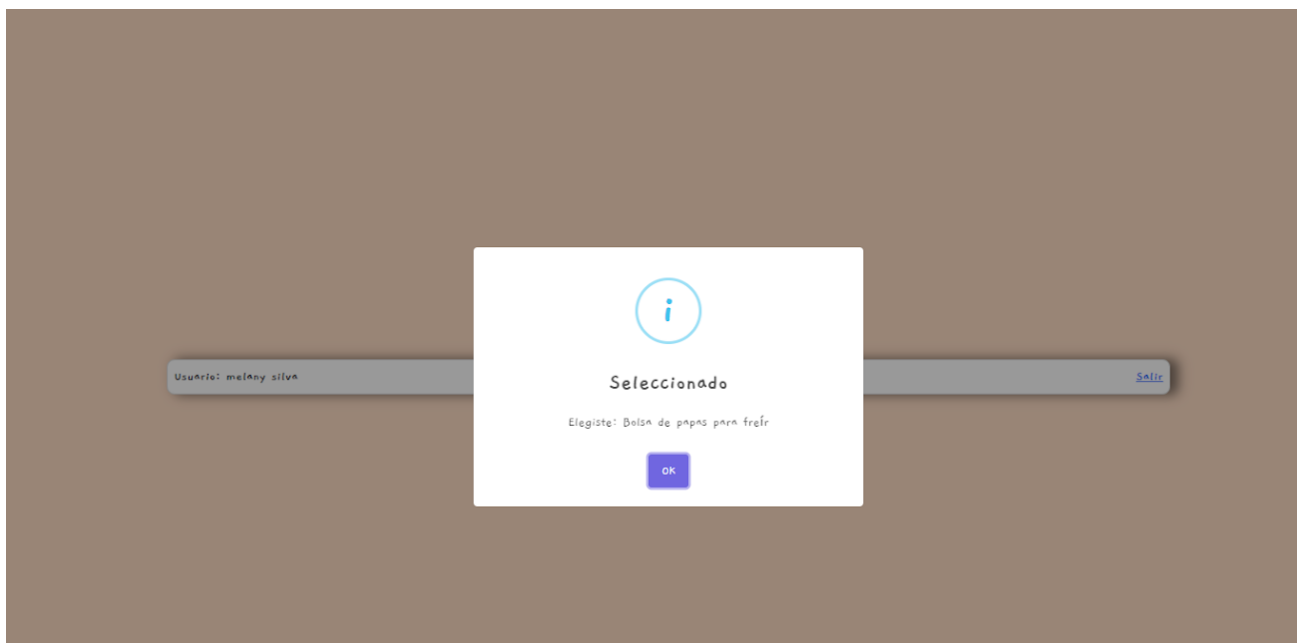 i
Seleccionado
Usuario: melany silva
Salir
Elegiste: Bolsa de papas para freír
OK